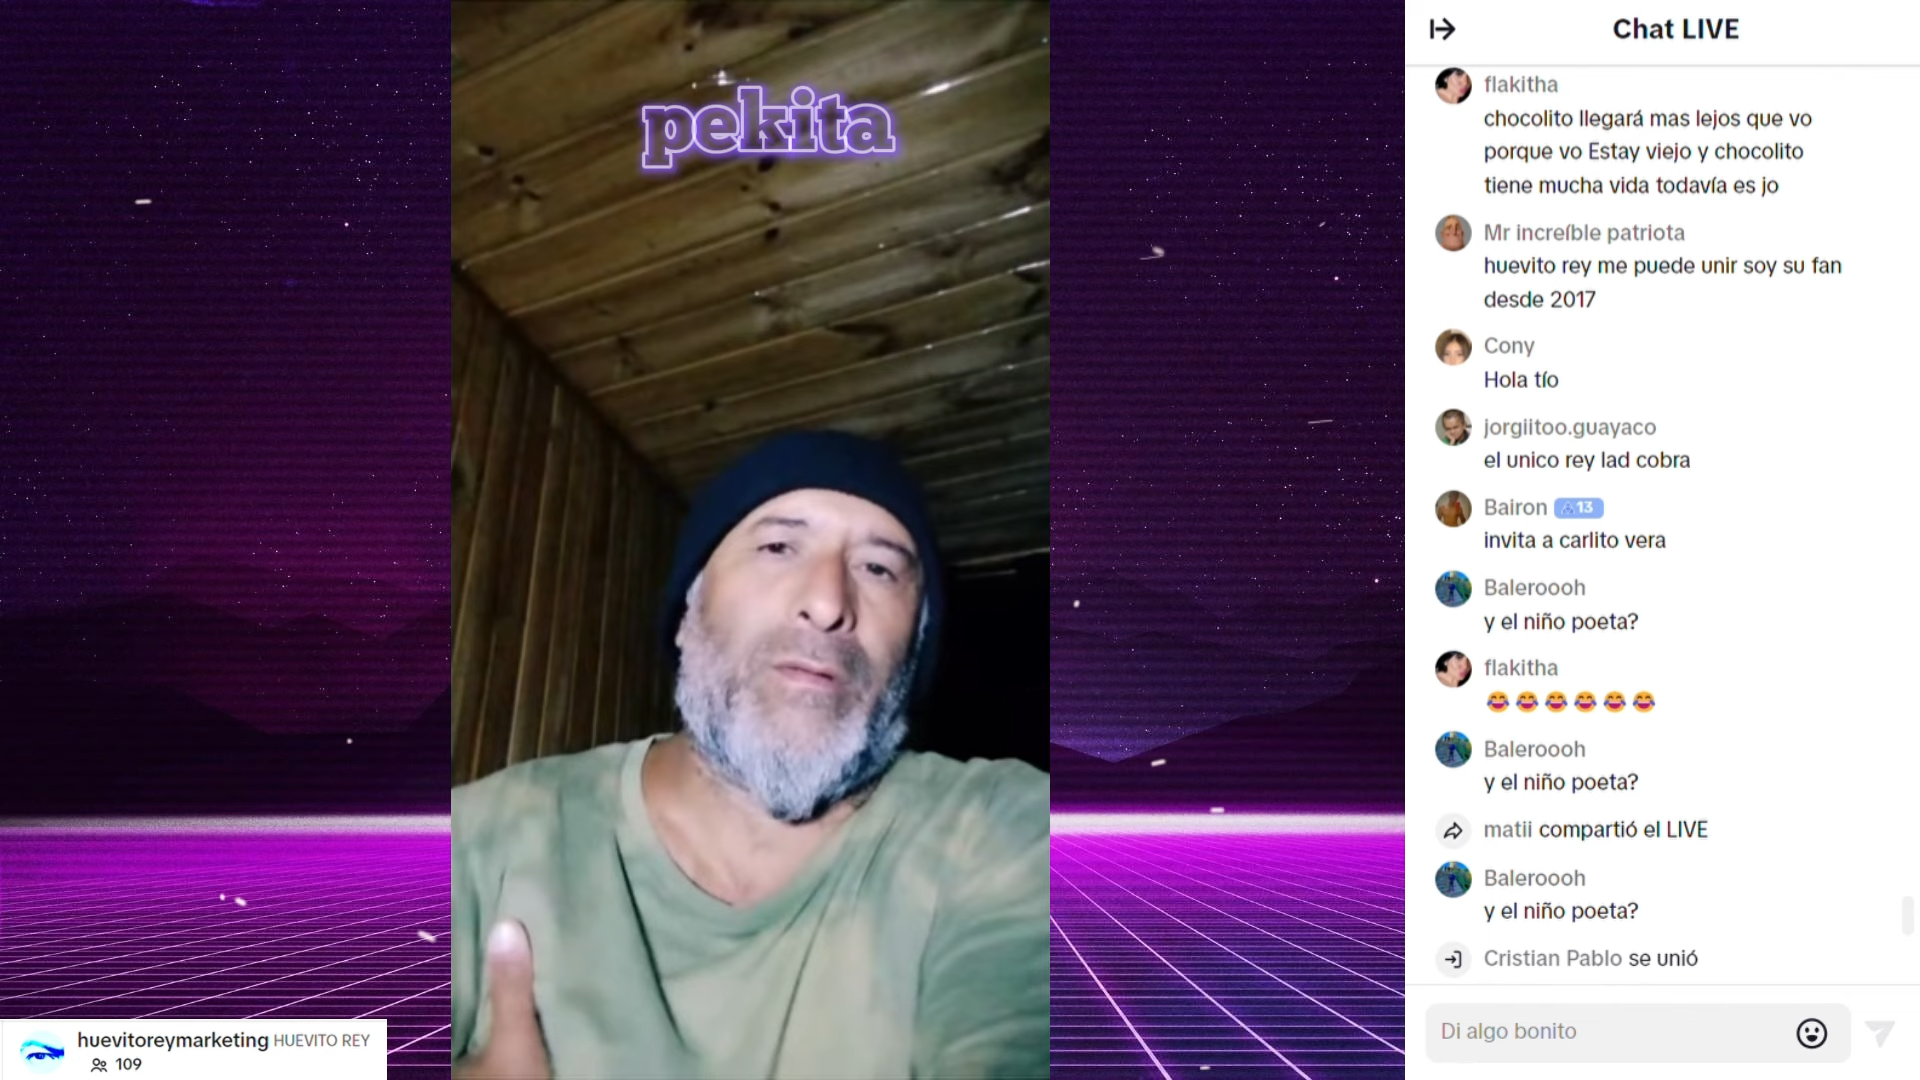 pekita
Chat LIVE
flakitha
chocolito llegará mas lejos que vo
porque vo Estay viejo y chocolito
tiene mucha vida todavía es jo
Mr increíble patriota
huevito rey me puede unir soy su fan
desde 2017
Cony
Hola tío
jorgiitoo.guayaco
el unico rey lad cobra
Bairon 13
invita a carlito vera
Baleroooh
y el niño poeta?
flakitha
😂😂😂😂😂😂
Baleroooh
y el niño poeta?
matii compartió el LIVE
Baleroooh
y el niño poeta?
Cristian Pablo se unió
Di algo bonito
huevitoreymarketing HUEVITO REY
109